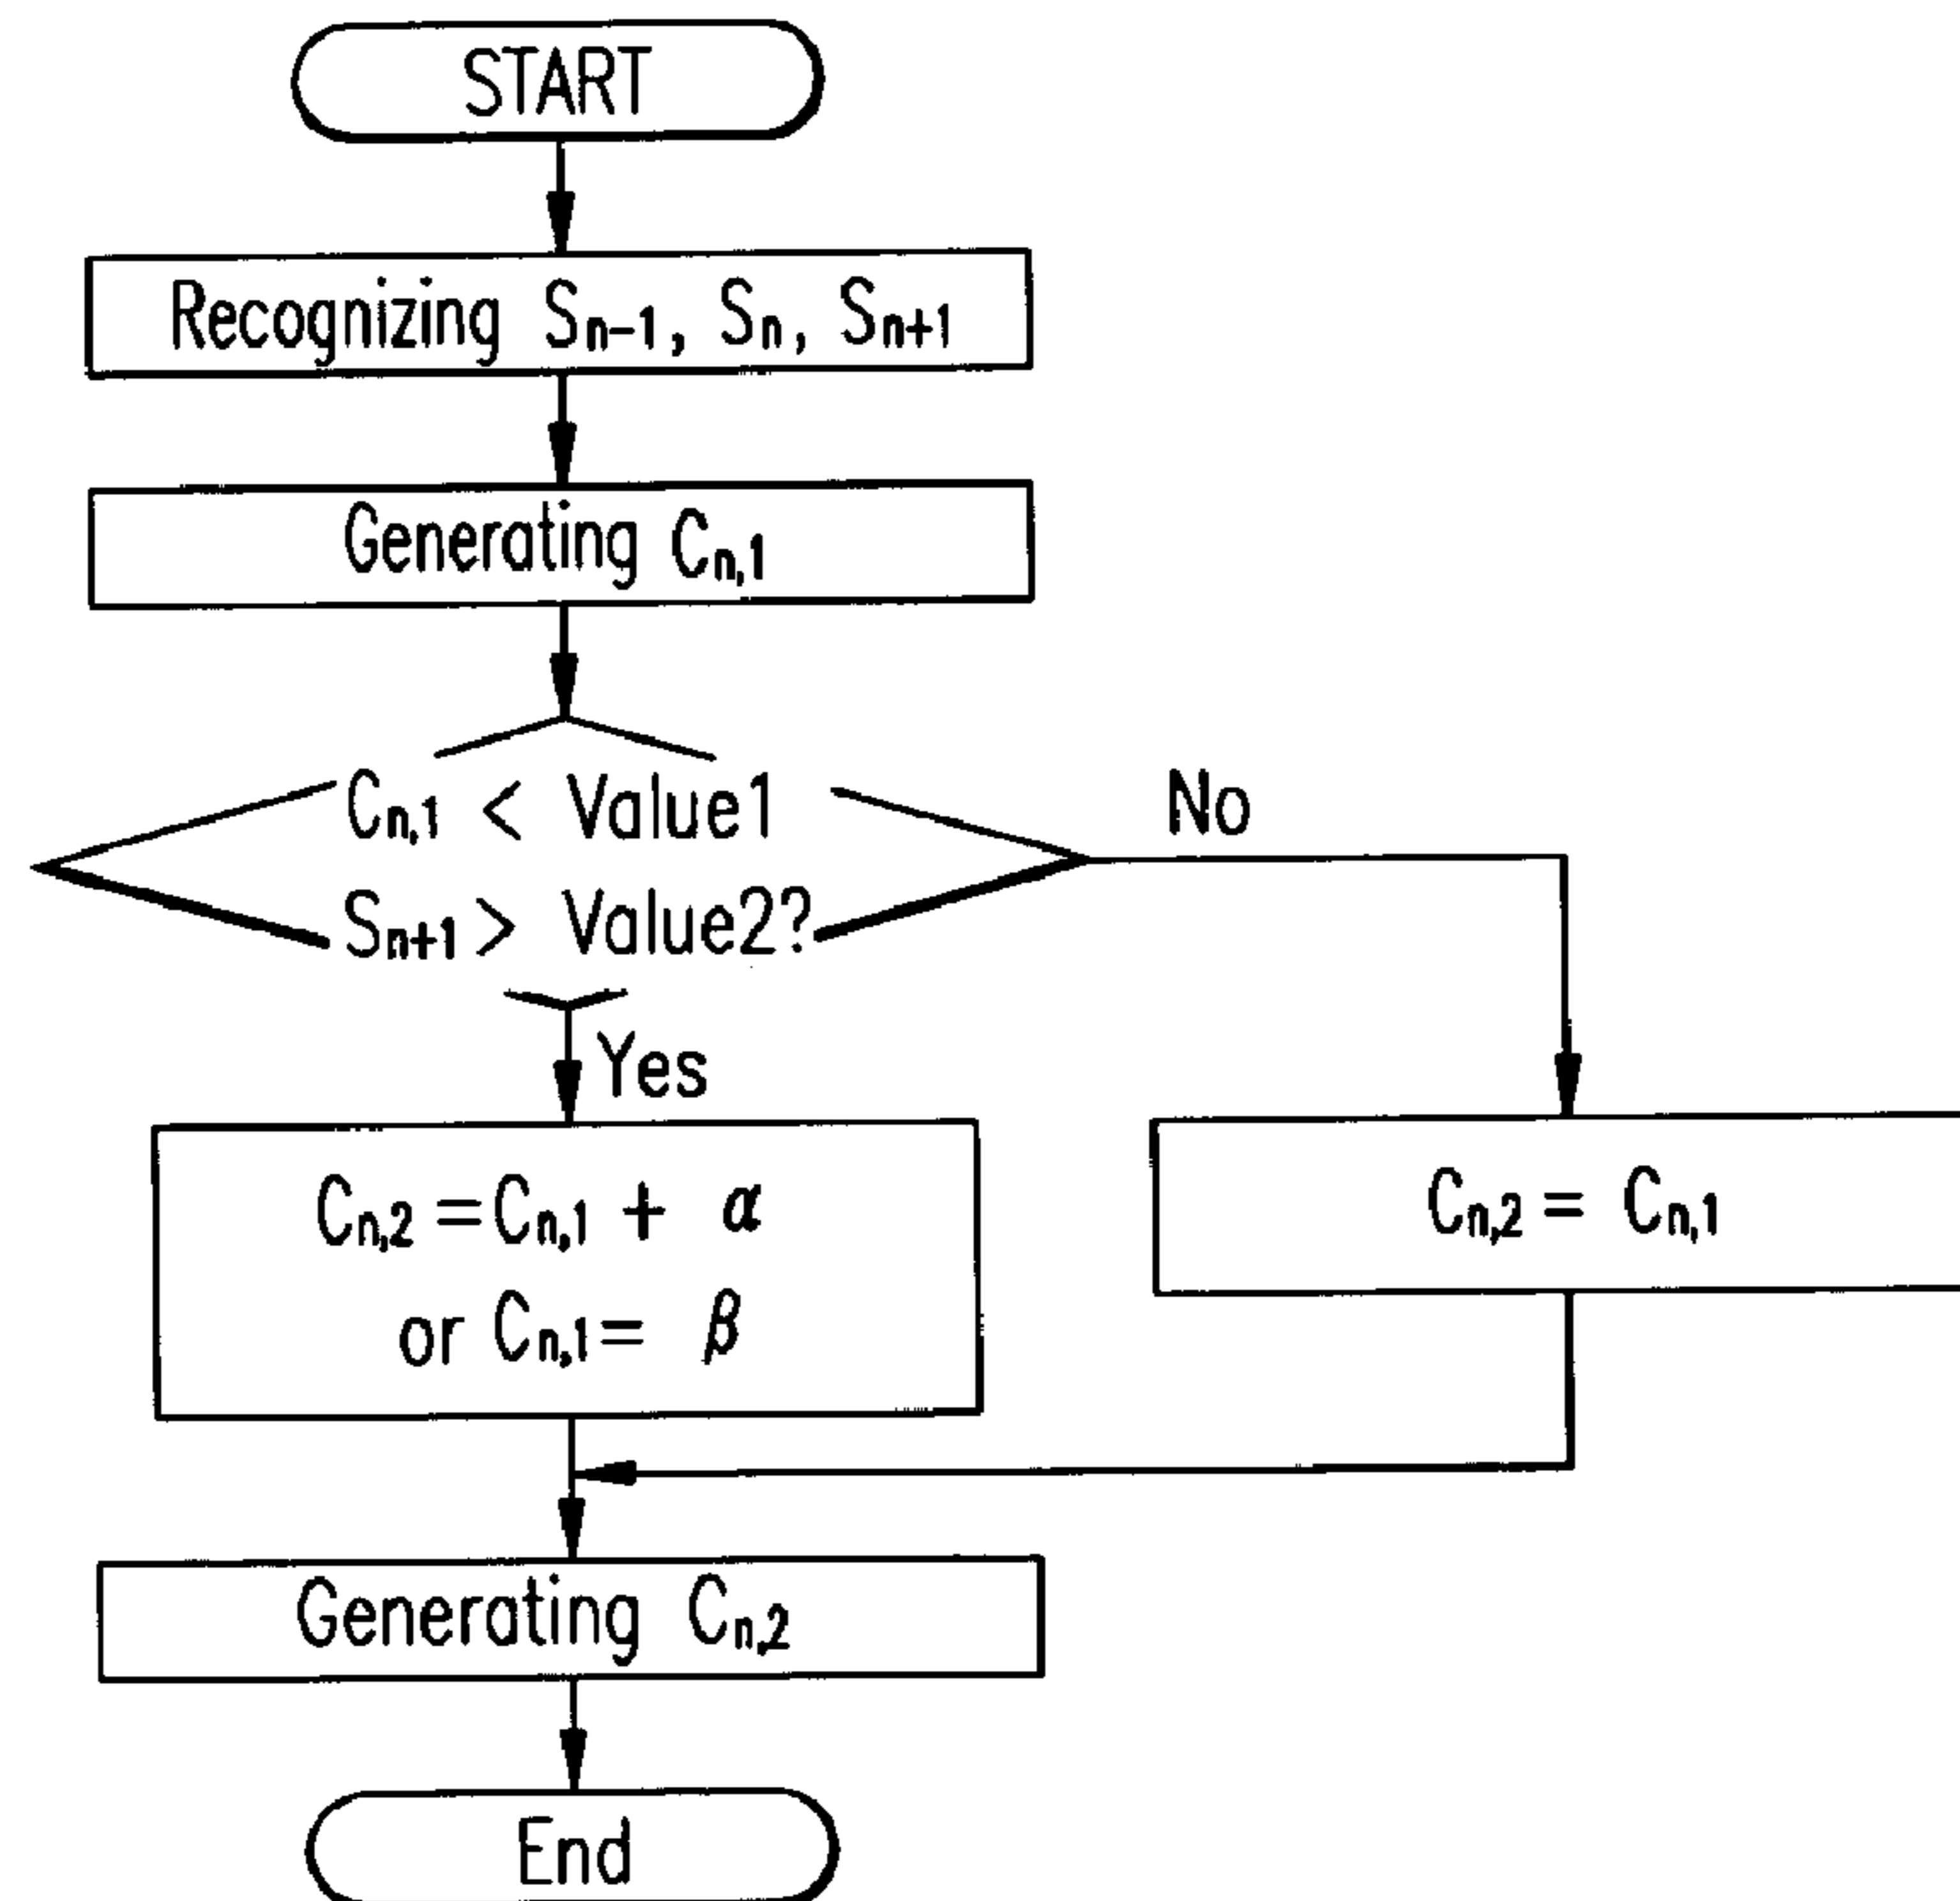 START
Recognizing Sn-1, Sn, Sn+1
Generating Cn,1
Cn,1 < Value1
Sn+1 > Value2?
No
Yes
Cn,2 = Cn,1 + α
or Cn,1 = β
Cn,2 = Cn,1
Generating Cn,2
End